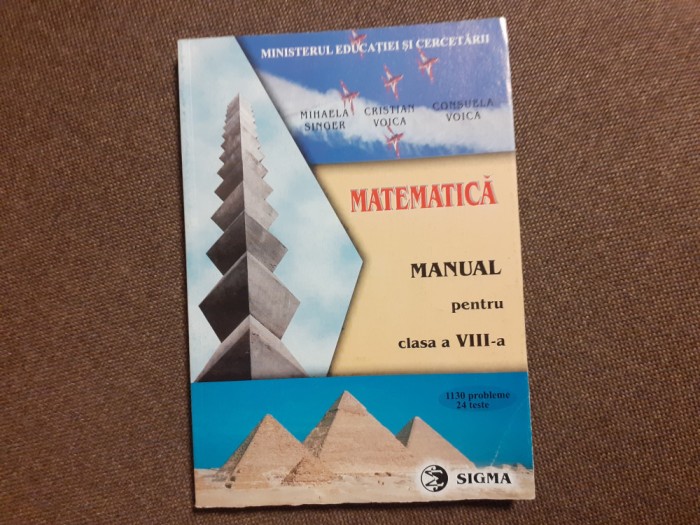 MINISTERUL EDUCAȚIEI ȘI CERCETĂRII
MIHAELA SINGER
CRISTIAN VOICA
CONSUELA VOICA
MATEMATICĂ
MANUAL
pentru
clasa a VIII-a
1130 probleme
24 teste
SIGMA